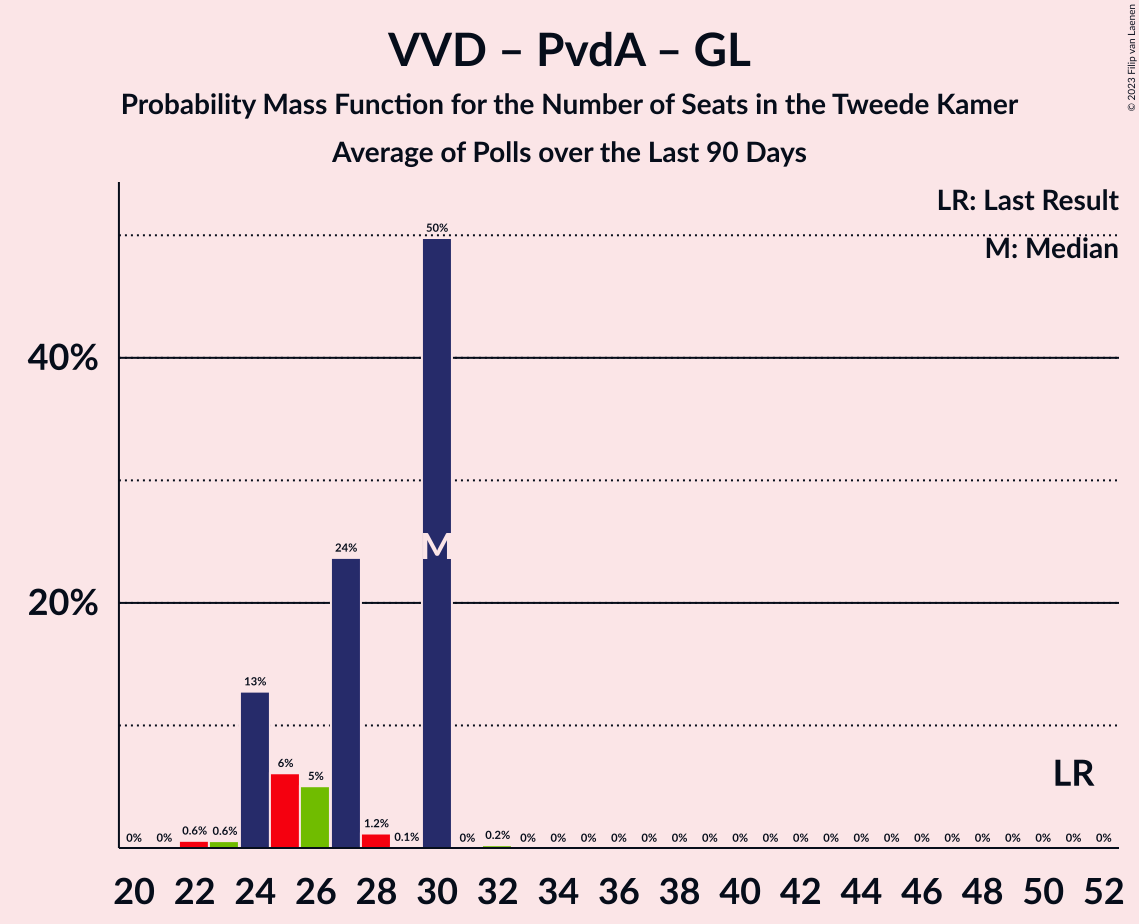 VVD – PvdA – GL
Probability Mass Function for the Number of Seats in the Tweede Kamer
Average of Polls over the Last 90 Days
© 2023 Filip van Laenen
LR: Last Result
M: Median
50%
40%
M
24%
20%
13%
LR
6%
5%
0% 0% 0.6% 0.6% 1.2% 0.1% 0% 0.2% 0% 0% 0% 0% 0% 0% 0% 0% 0% 0% 0% 0% 0% 0% 0% 0% 0% 0% 0% 0%
20 22 24 26 28 30 32 34 36 38 40 42 44 46 48 50 52